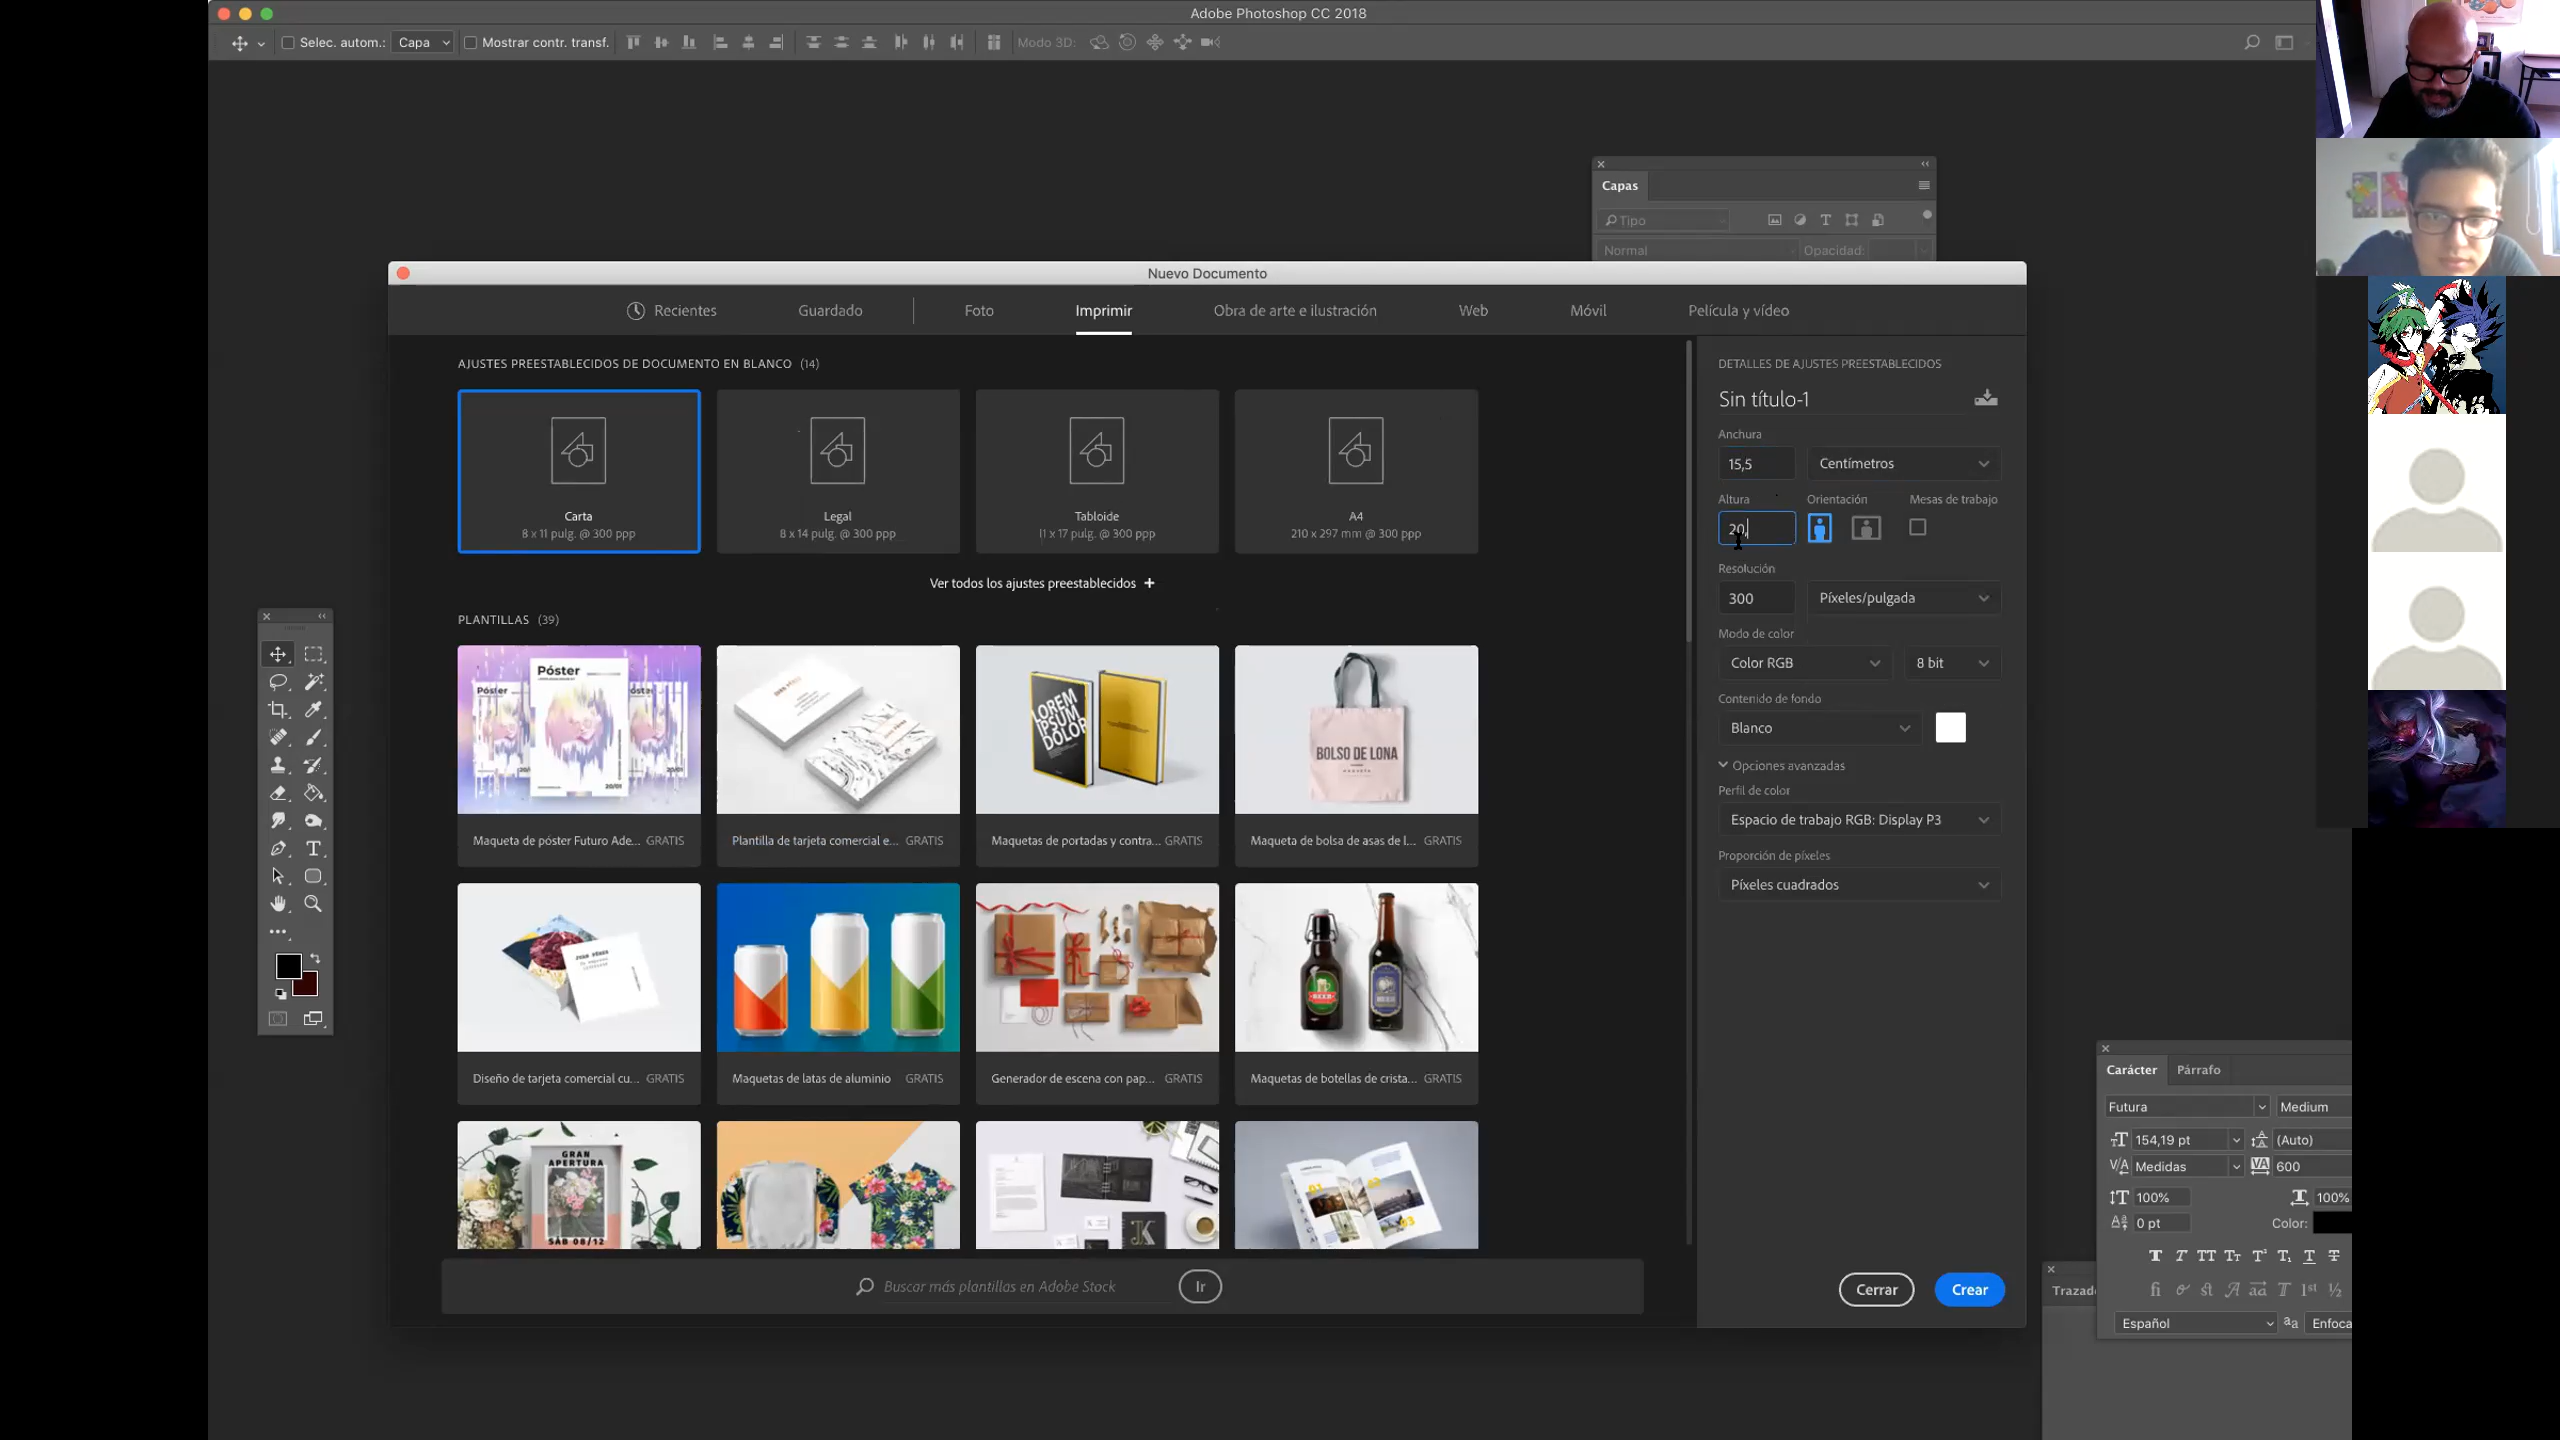 Adobe Photoshop CC 2018
Selec. autom.: Capa Mostrar contr. transf. Modo 3D:
Capas
Tipo
Normal Opacidad:
Nuevo Documento
Recientes Guardado Foto Imprimir Obra de arte e ilustración Web Móvil Película y vídeo
AJUSTES PREESTABLECIDOS DE DOCUMENTO EN BLANCO (14)
Carta
8 x 11 pulg. @ 300 ppp
Legal
8 x 14 pulg. @ 300 ppp
Tabloide
11 x 17 pulg. @ 300 ppp
A4
210 x 297 mm @ 300 ppp
Ver todos los ajustes preestablecidos +
PLANTILLAS (39)
Póster
Póster
20/01
LOREM IPSUM DOLOR
BOLSO DE LONA
MAQUETA
Maqueta de póster Futuro Ade... GRATIS
Plantilla de tarjeta comercial e... GRATIS
Maquetas de portadas y contra... GRATIS
Maqueta de bolsa de asas de l... GRATIS
BEER
Diseño de tarjeta comercial cu... GRATIS
Maquetas de latas de aluminio GRATIS
Generador de escena con pap... GRATIS
Maquetas de botellas de crista... GRATIS
GRAN
APERTURA
SÁB 08/12
01
03
Buscar más plantillas en Adobe Stock Ir
DETALLES DE AJUSTES PREESTABLECIDOS
Sin título-1
Anchura
15,5 Centímetros
Altura Orientación Mesas de trabajo
20,
Resolución
300 Píxeles/pulgada
Modo de color
Color RGB 8 bit
Contenido de fondo
Blanco
Opciones avanzadas
Perfil de color
Espacio de trabajo RGB: Display P3
Proporción de píxeles
Píxeles cuadrados
Cerrar Crear
Carácter Párrafo
Futura Medium
154,19 pt (Auto)
Medidas 600
100% 100%
0 pt Color:
Trazad
Español Enfoca